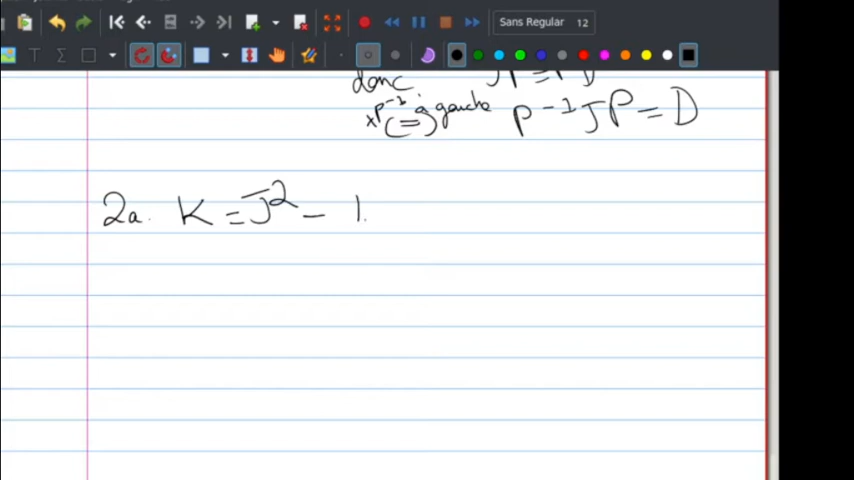 Sans Regular 12
donc
×P⁻¹ à gauche
(=) P⁻¹JP = D
2a. K = J² - 1